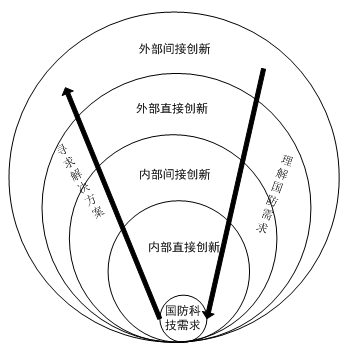 外部间接创新
外部直接创新
内部间接创新
内部直接创新
国防科
技需求
寻求解决方案
理解国防需求